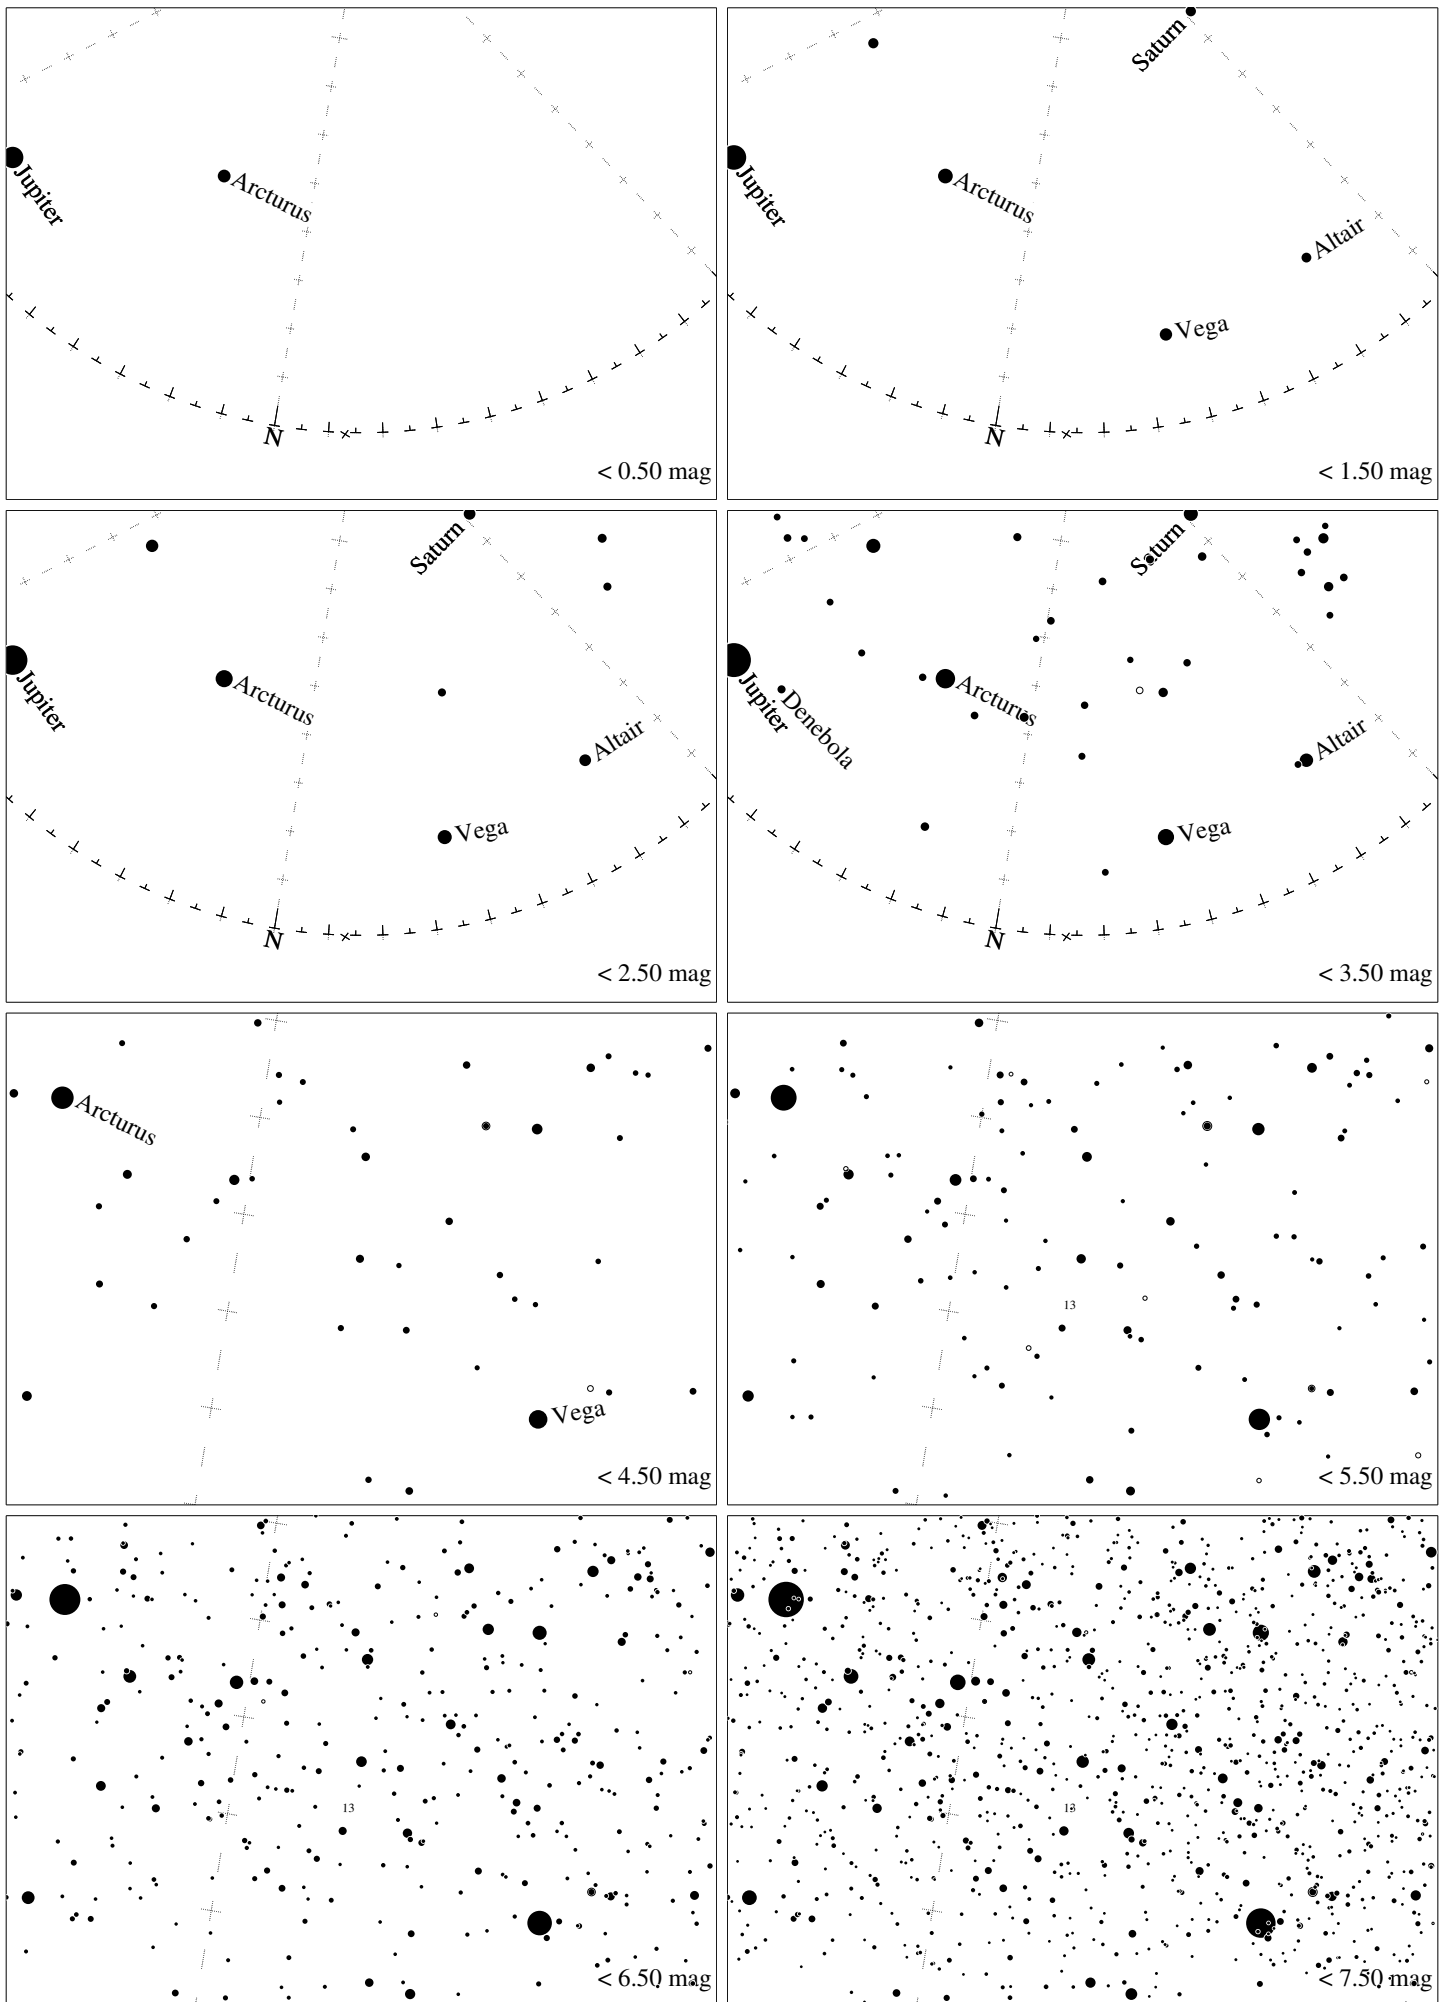 Jupiter
Arcturus
N
< 0.50 mag
Saturn
Jupiter
Arcturus
Altair
Vega
N
< 1.50 mag
Saturn
Jupiter
Arcturus
Altair
Vega
N
< 2.50 mag
Saturn
Jupiter
Denebola
Arcturus
Altair
Vega
N
< 3.50 mag
Arcturus
Vega
< 4.50 mag
13
< 5.50 mag
13
< 6.50 mag
13
< 7.50 mag